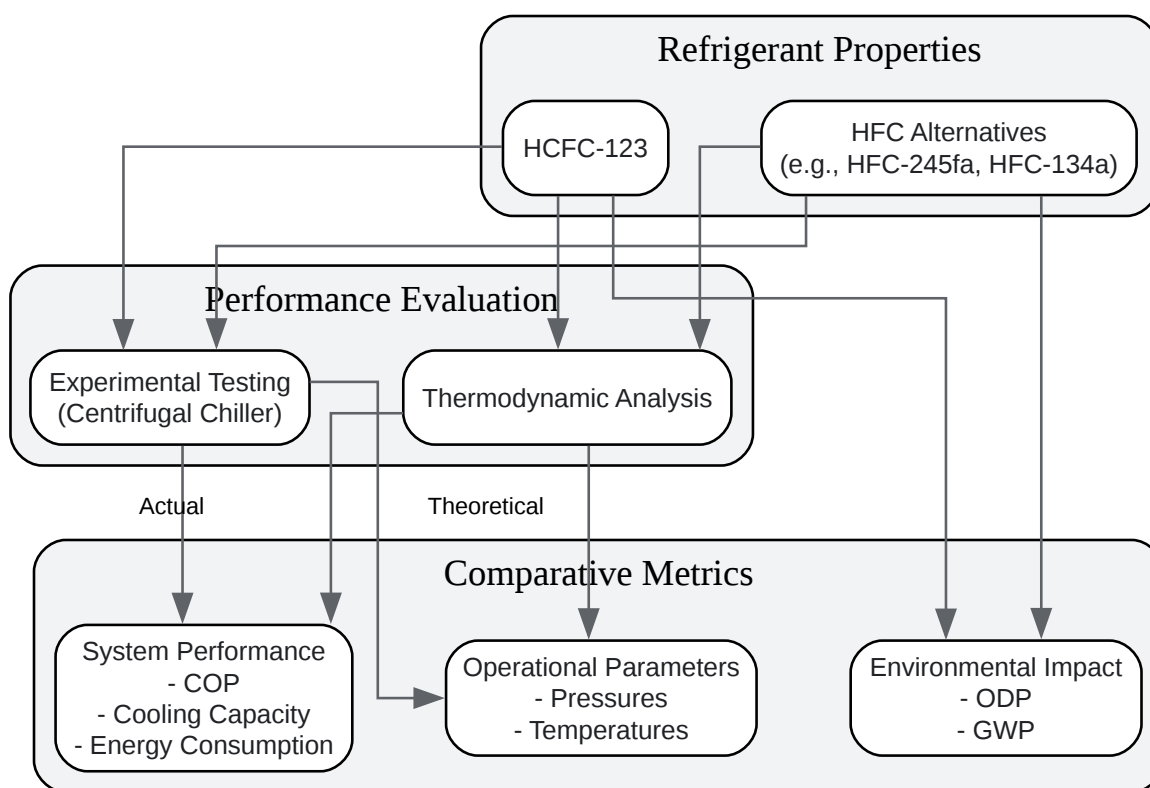 Refrigerant Properties
HCFC-123
HFC Alternatives
(e.g., HFC-245fa, HFC-134a)
Performance Evaluation
Experimental Testing
(Centrifugal Chiller)
Thermodynamic Analysis
Actual
Theoretical
Comparative Metrics
System Performance
- COP
- Cooling Capacity
- Energy Consumption
Operational Parameters
- Pressures
- Temperatures
Environmental Impact
- ODP
- GWP